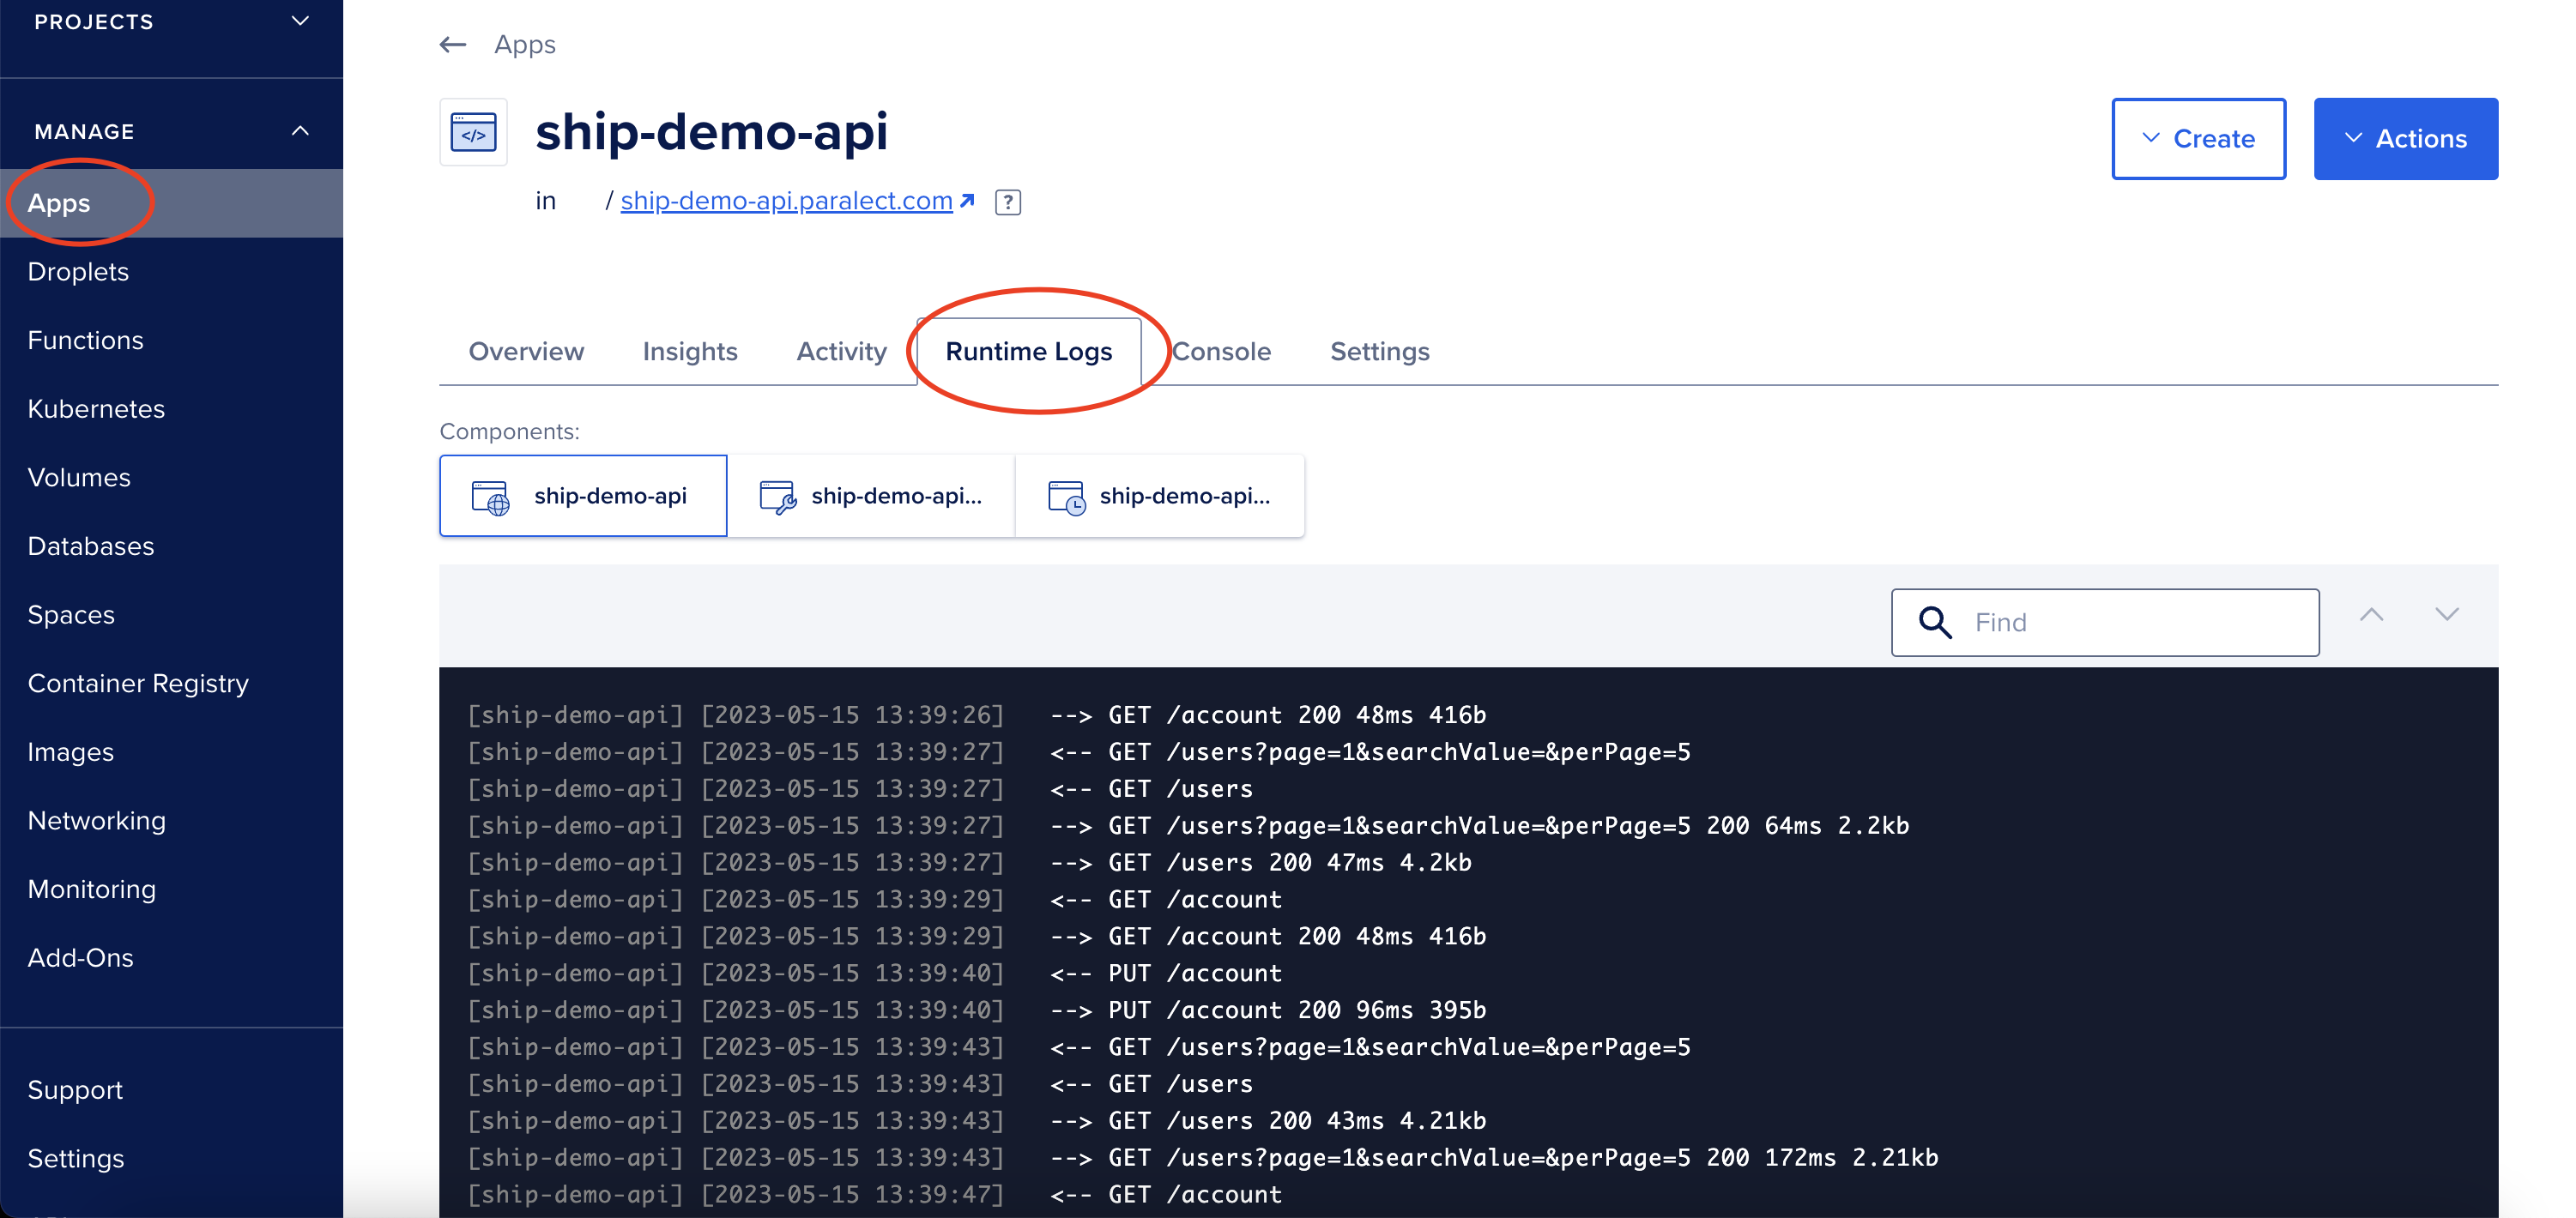 PROJECTS
MANAGE
Apps
Droplets
Functions
Kubernetes
Volumes
Databases
Spaces
Container Registry
Images
Networking
Monitoring
Add-Ons
Support
Settings
← Apps
</>
ship-demo-api
in / ship-demo-api.paralect.com ?
Create
Actions
Overview Insights Activity Runtime Logs Console Settings
Components:
ship-demo-api ship-demo-api... ship-demo-api...
Find
[ship-demo-api] [2023-05-15 13:39:26] --> GET /account 200 48ms 416b
[ship-demo-api] [2023-05-15 13:39:27] <-- GET /users?page=1&searchValue=&perPage=5
[ship-demo-api] [2023-05-15 13:39:27] <-- GET /users
[ship-demo-api] [2023-05-15 13:39:27] --> GET /users?page=1&searchValue=&perPage=5 200 64ms 2.2kb
[ship-demo-api] [2023-05-15 13:39:27] --> GET /users 200 47ms 4.2kb
[ship-demo-api] [2023-05-15 13:39:29] <-- GET /account
[ship-demo-api] [2023-05-15 13:39:29] --> GET /account 200 48ms 416b
[ship-demo-api] [2023-05-15 13:39:40] <-- PUT /account
[ship-demo-api] [2023-05-15 13:39:40] --> PUT /account 200 96ms 395b
[ship-demo-api] [2023-05-15 13:39:43] <-- GET /users?page=1&searchValue=&perPage=5
[ship-demo-api] [2023-05-15 13:39:43] <-- GET /users
[ship-demo-api] [2023-05-15 13:39:43] --> GET /users 200 43ms 4.21kb
[ship-demo-api] [2023-05-15 13:39:43] --> GET /users?page=1&searchValue=&perPage=5 200 172ms 2.21kb
[ship-demo-api] [2023-05-15 13:39:47] <-- GET /account